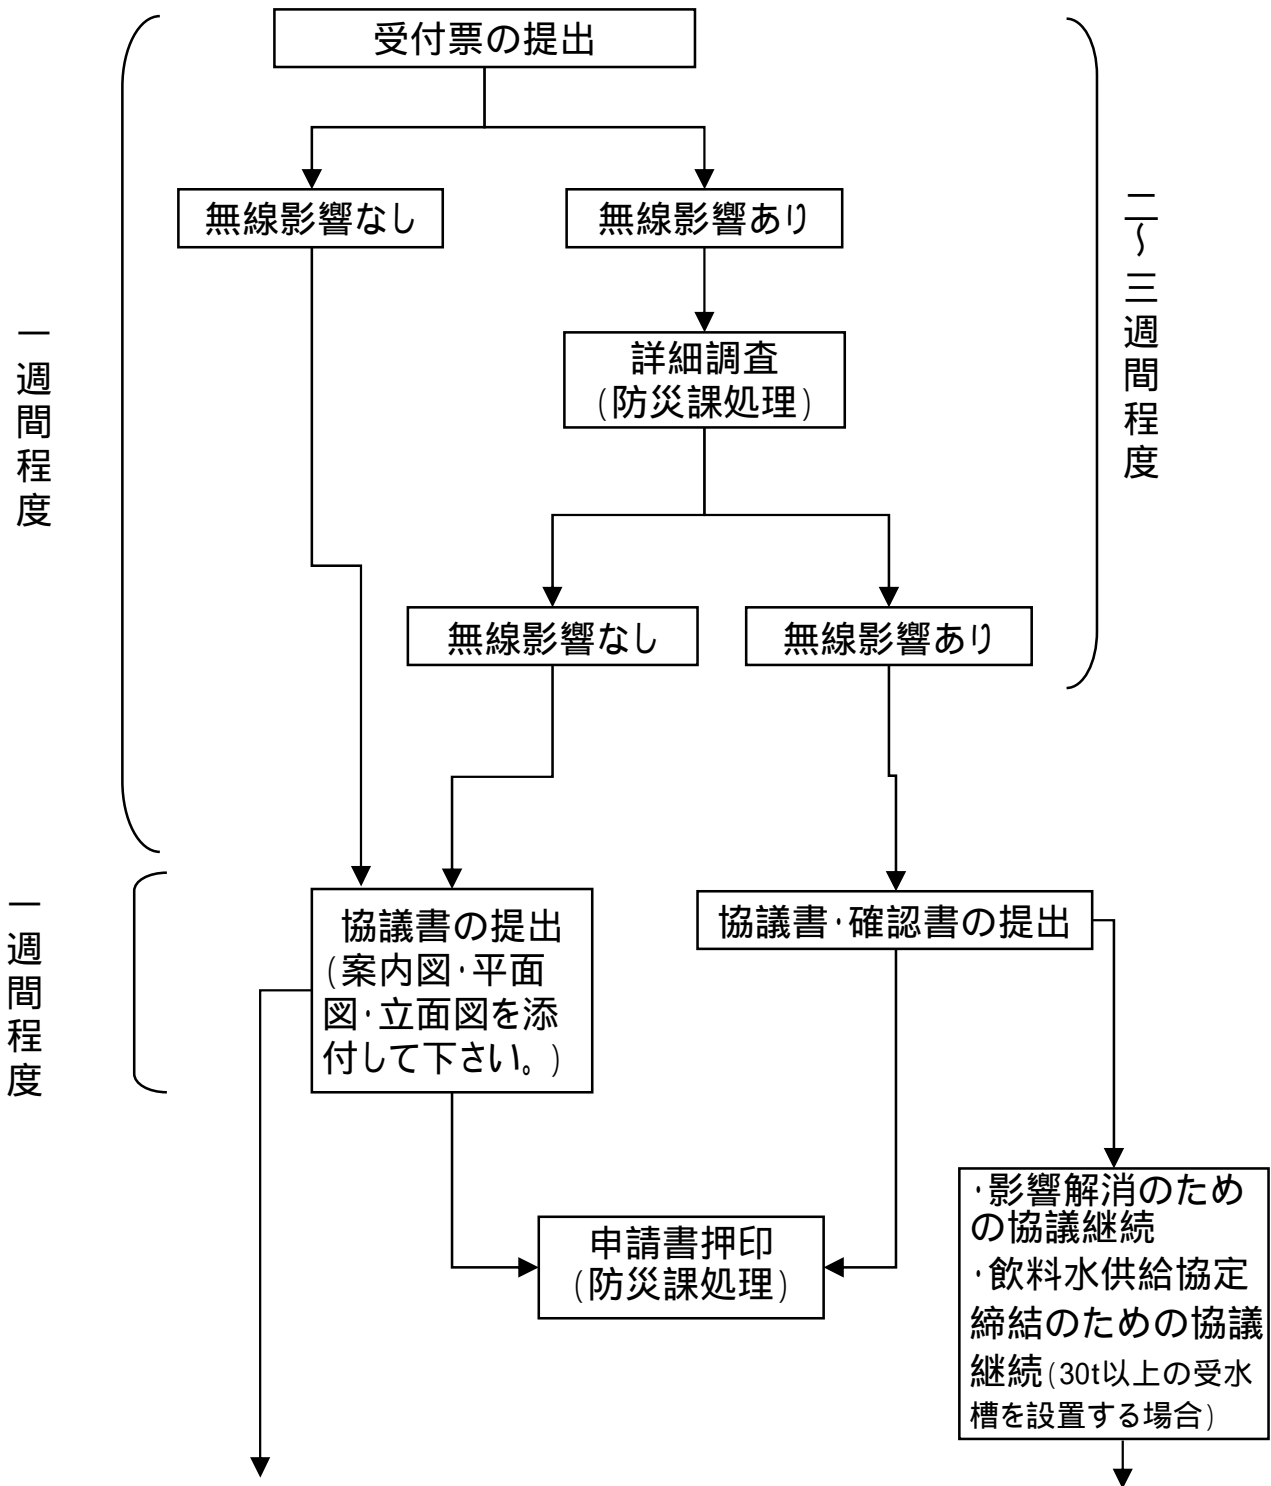 受付票の提出
無線影響なし
無線影響あり
二～三週間程度
一週間程度
詳細調査
(防災課処理)
無線影響なし
無線影響あり
一週間程度
協議書の提出
(案内図・平面
図・立面図を添
付して下さい。)
協議書・確認書の提出
申請書押印
(防災課処理)
・影響解消のため
の協議継続
・飲料水供給協定
締結のための協議
継続(30t以上の受水
槽を設置する場合)